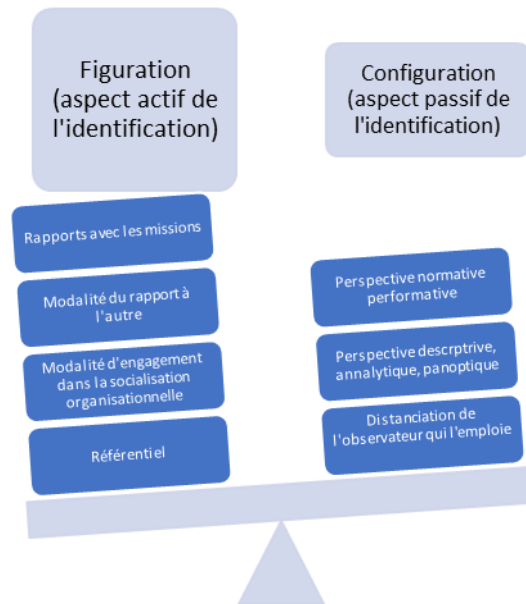 Figuration
(aspect actif de
l'identification)
Configuration
(aspect passif de
l'identification)
Rapports avec les missions
Modalité du rapport à
l'autre
Modalité d'engagement
dans la socialisation
organisationnelle
Référentiel
Perspective normative
performative
Perspective descrptrive,
annalytique, panoptique
Distanciation de
l'observateur qui l'emploie